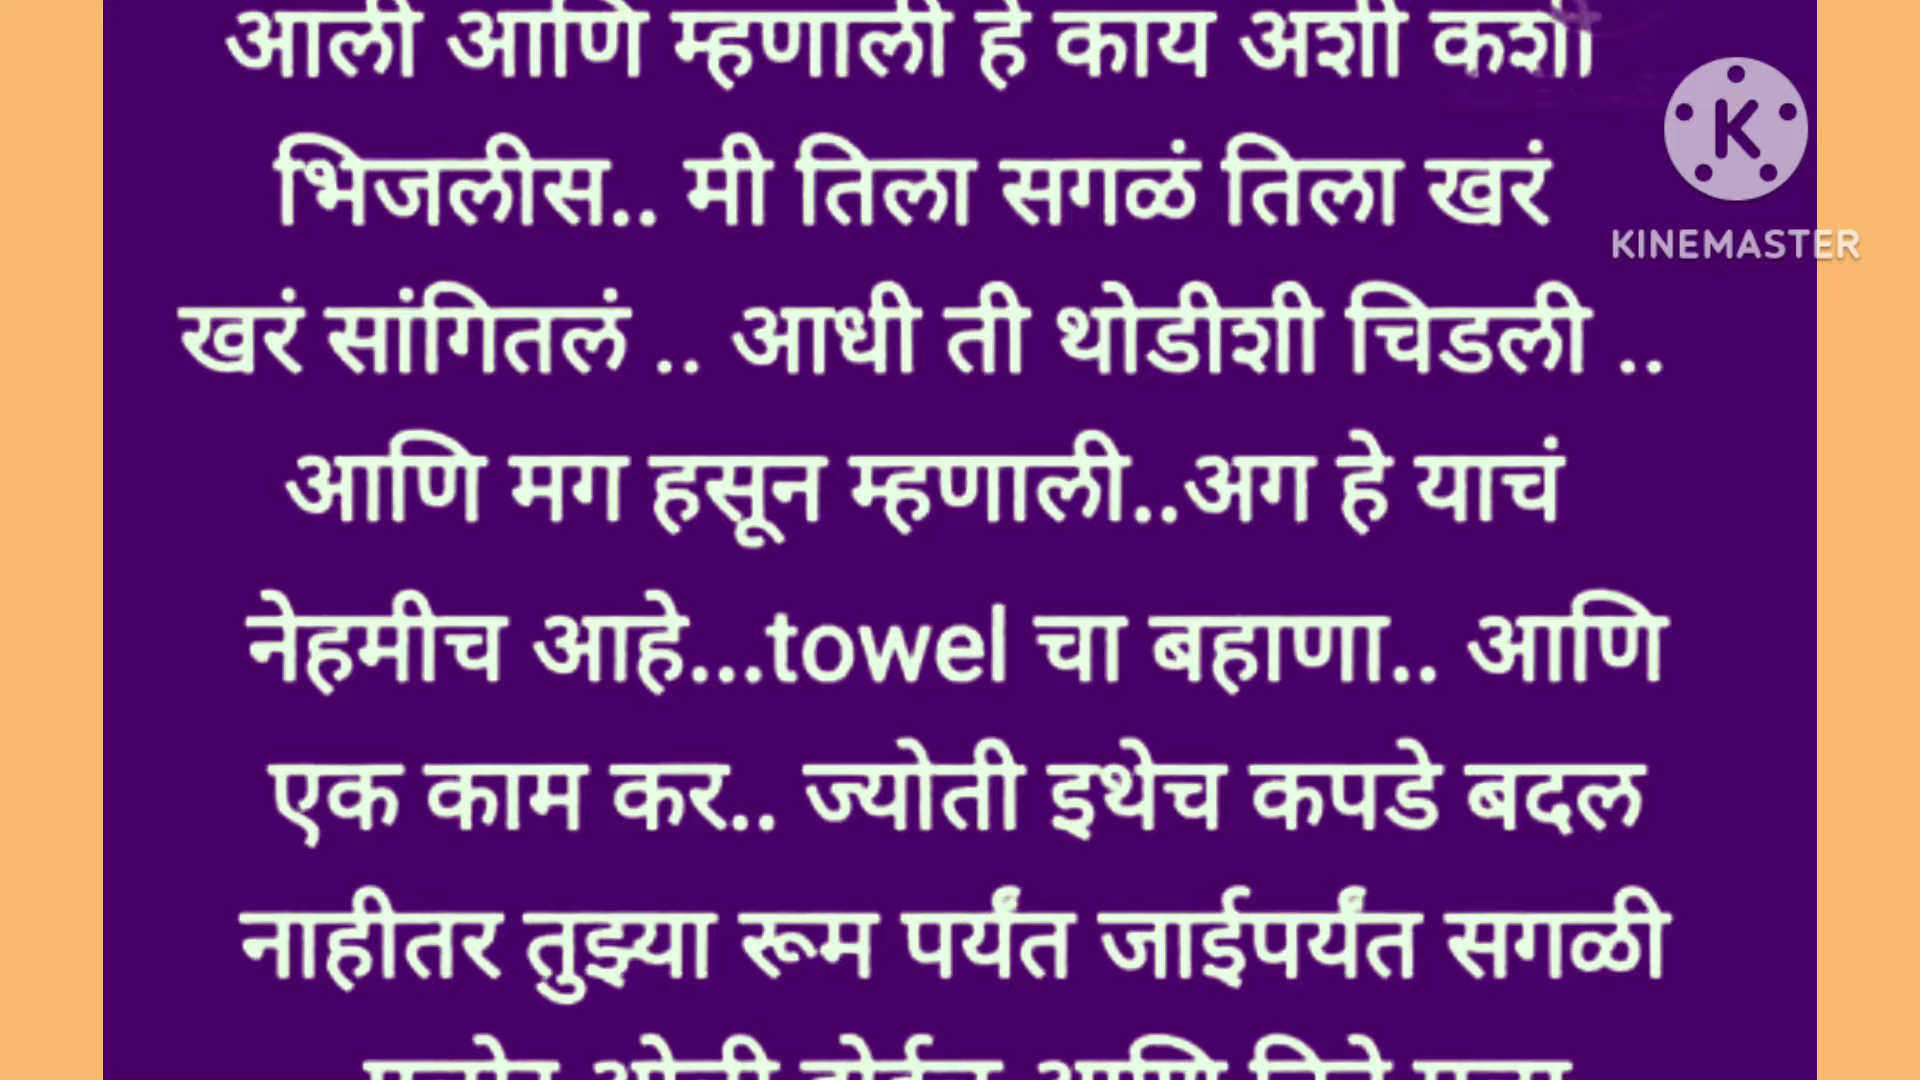 आली आणि म्हणाली हे काय अशी कशी
भिजलीस.. मी तिला सगळं तिला खरं
खरं सांगितलं .. आधी ती थोडीशी चिडली ..
आणि मग हसून म्हणाली..अग हे याचं
नेहमीच आहे...towel चा बहाणा.. आणि
एक काम कर.. ज्योती इथेच कपडे बदल
नाहीतर तुझ्या रूम पर्यंत जाईपर्यंत सगळी
K
KINEMASTER